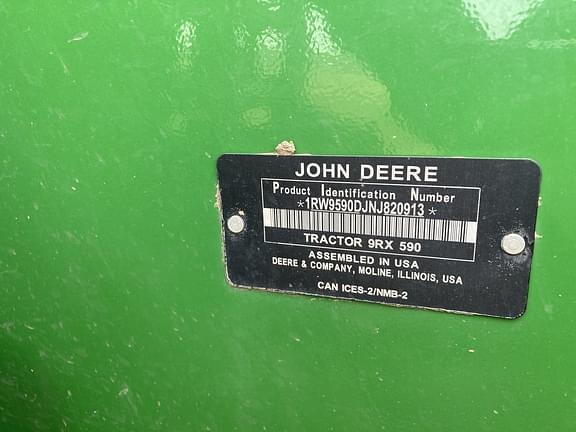 JOHN DEERE
Product Identification Number
*1RW9590DJNJ820913*
TRACTOR 9RX 590
ASSEMBLED IN USA
DEERE & COMPANY, MOLINE, ILLINOIS, USA
CAN ICES-2/NMB-2